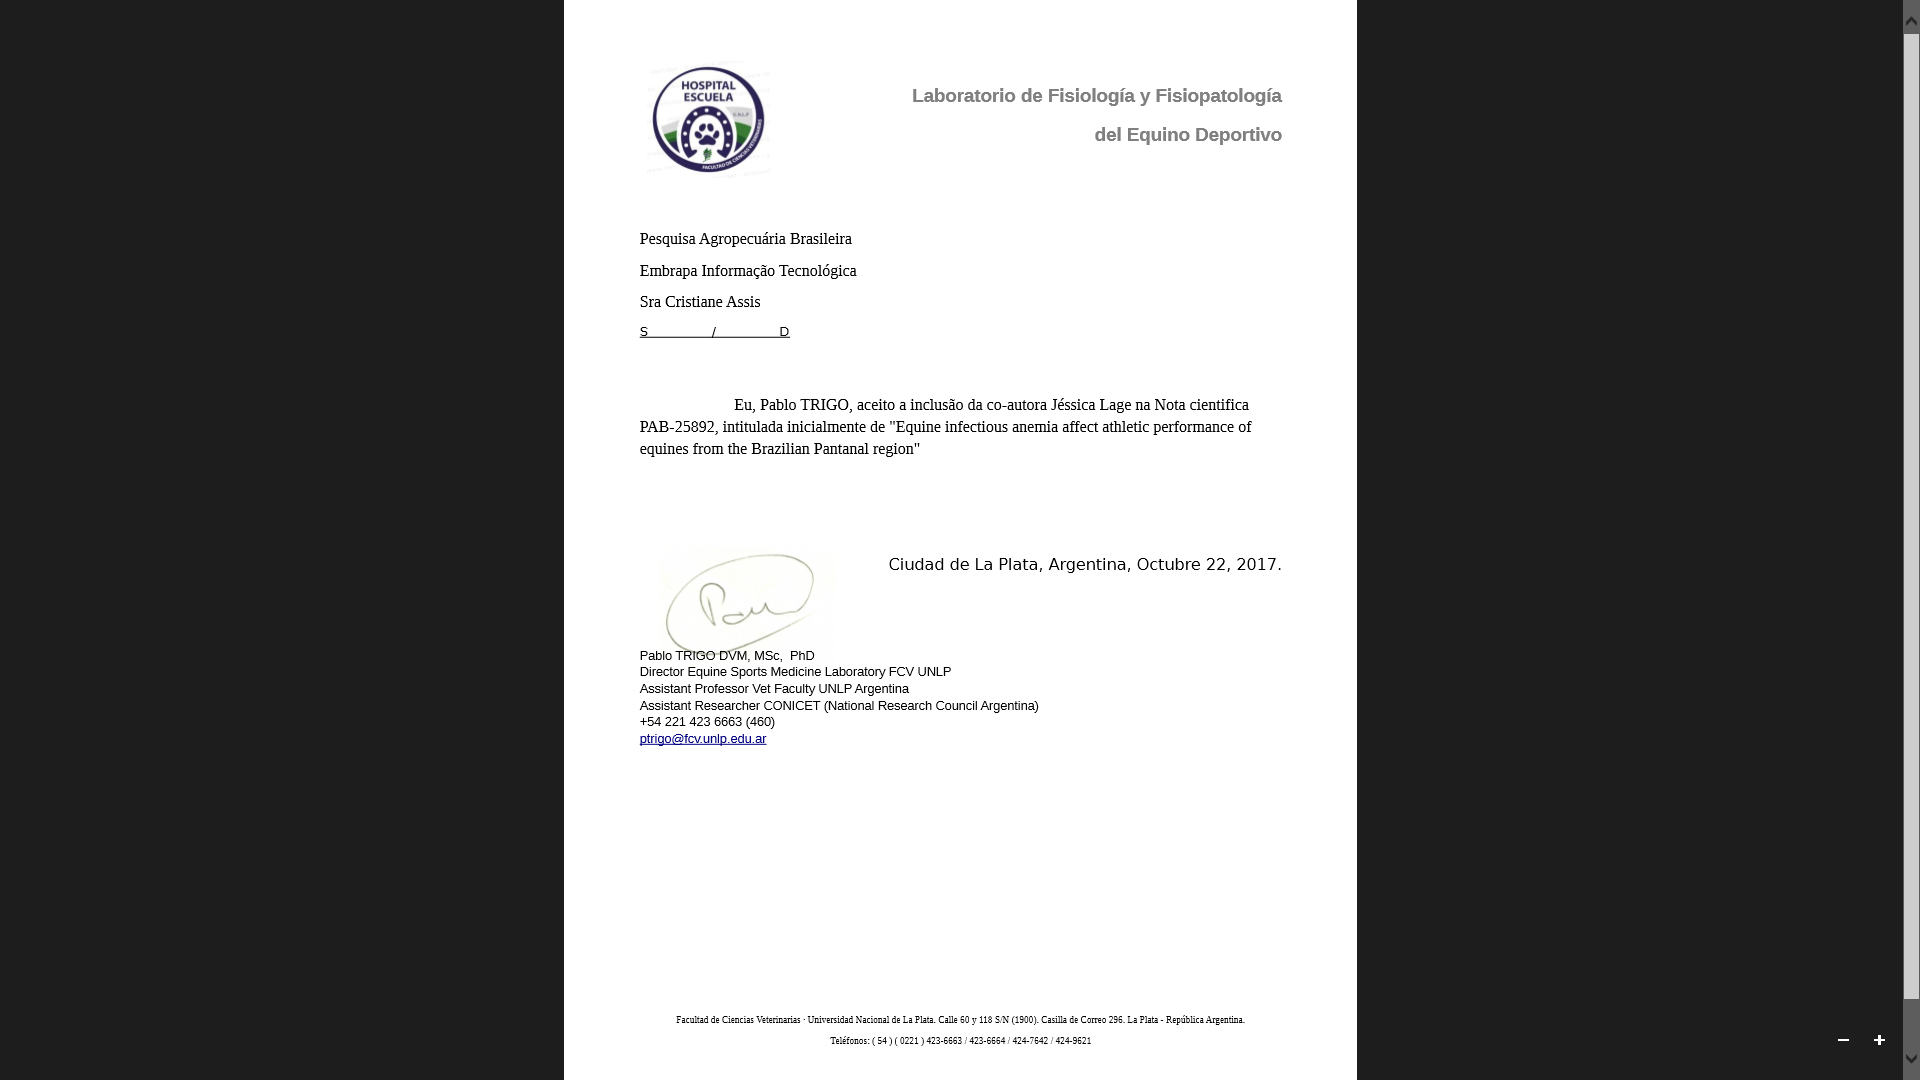 HOSPITAL
ESCUELA
U.N.L.P
FACULTAD DE CIENCIAS VETERINARIAS
Laboratorio de Fisiología y Fisiopatología
del Equino Deportivo
Pesquisa Agropecuária Brasileira
Embrapa Informação Tecnológica
Sra Cristiane Assis
S / D
Eu, Pablo TRIGO, aceito a inclusão da co-autora Jéssica Lage na Nota cientifica
PAB-25892, intitulada inicialmente de "Equine infectious anemia affect athletic performance of
equines from the Brazilian Pantanal region"
Ciudad de La Plata, Argentina, Octubre 22, 2017.
Pablo TRIGO DVM, MSc, PhD
Director Equine Sports Medicine Laboratory FCV UNLP
Assistant Professor Vet Faculty UNLP Argentina
Assistant Researcher CONICET (National Research Council Argentina)
+54 221 423 6663 (460)
ptrigo@fcv.unlp.edu.ar
Facultad de Ciencias Veterinarias · Universidad Nacional de La Plata. Calle 60 y 118 S/N (1900). Casilla de Correo 296. La Plata - República Argentina.
Teléfonos: ( 54 ) ( 0221 ) 423-6663 / 423-6664 / 424-7642 / 424-9621